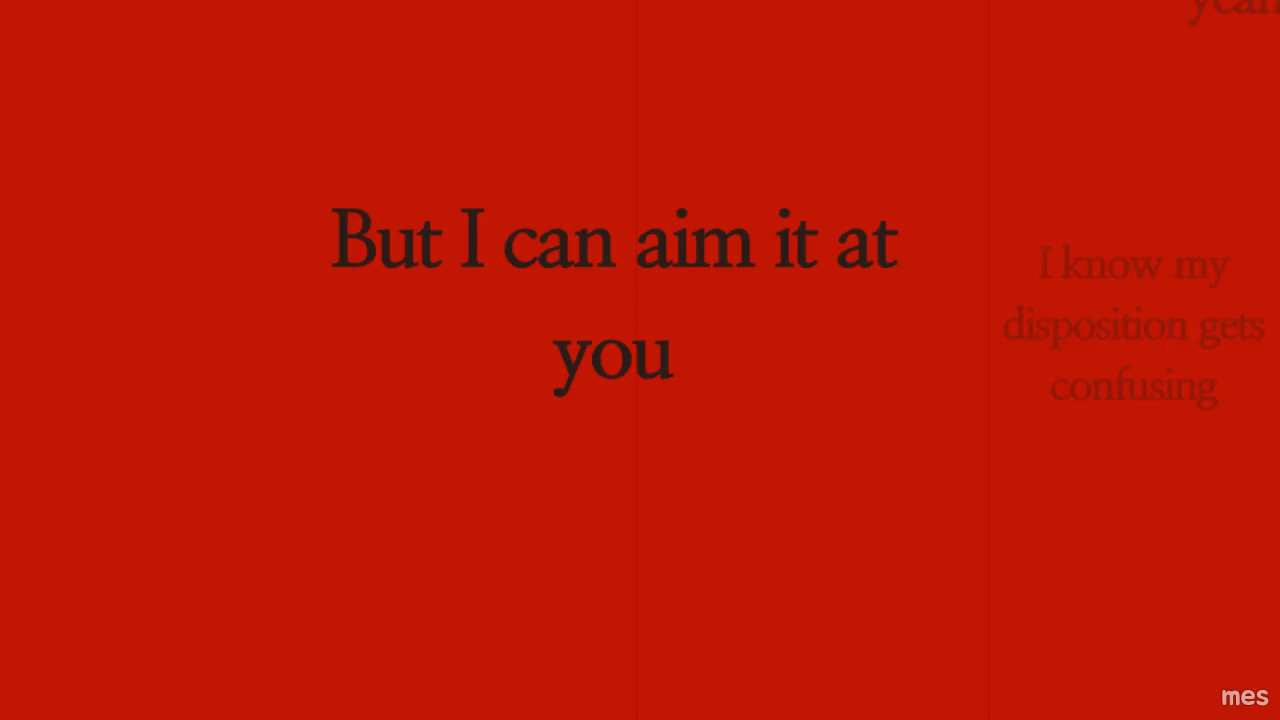 But I can aim it at
you
I know my
disposition gets
confusing
mes